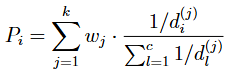 P_i = \sum_{j=1}^{k} w_j \cdot \frac{1/d_i^{(j)}}{\sum_{l=1}^{c} 1/d_l^{(j)}}